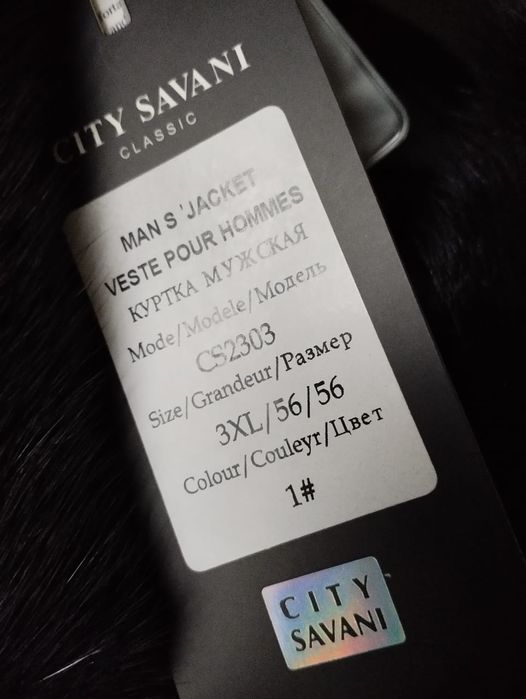 CITY SAVANI
CLASSIC
MAN S 'JACKET
VESTE POUR HOMMES
КУРТКА МУЖСКАЯ
Mode/Modele/Модель
CS2303
Size/Grandeur/Размер
3XL/56/56
Colour/Couleyr/Цвет
1#
CITY
SAVANI